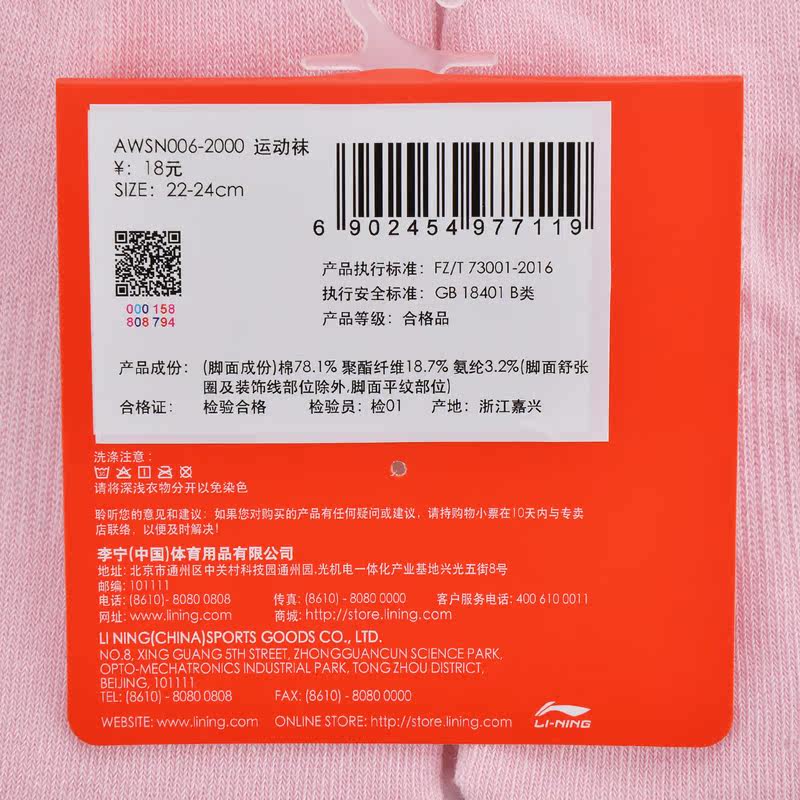 AWSN006-2000 运动袜
¥: 18元
SIZE: 22-24cm
6 902454 977119
000 158
808 794
产品执行标准: FZ/T 73001-2016
执行安全标准: GB 18401 B类
产品等级: 合格品
产品成份: (脚面成份)棉78.1% 聚酯纤维18.7% 氨纶3.2%(脚面舒张
圈及装饰线部位除外,脚面平纹部位)
合格证: 检验合格 检验员: 检01 产地: 浙江嘉兴
洗涤注意:
请将深浅衣物分开以免染色
聆听您的意见和建议: 如果您对购买的产品有任何疑问或建议, 请持购物小票在10天内与专卖
店联络, 以便及时解决!
李宁(中国)体育用品有限公司
地址: 北京市通州区中关村科技园通州园,光机电一体化产业基地兴光五街8号
邮编: 101111
电话: (8610) - 8080 0808 传真: (8610) - 8080 0000 客户服务电话: 400 610 0011
网址: www.lining.com 商城: http://store.lining.com
LI NING(CHINA)SPORTS GOODS CO., LTD.
NO.8, XING GUANG 5TH STREET, ZHONGGUANCUN SCIENCE PARK,
OPTO-MECHATRONICS INDUSTRIAL PARK, TONG ZHOU DISTRICT,
BEIJING, 101111
TEL: (8610) - 8080 0808 FAX: (8610) - 8080 0000
WEBSITE: www.lining.com ONLINE STORE: http://store.lining.com
LI-NING